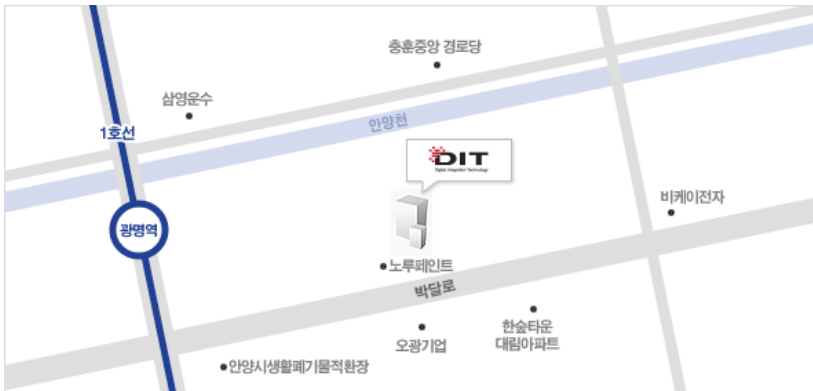 충훈중앙 경로당
삼영운수
안양천
1호선
DIT
Digital Integration Technology
비케이전자
광명역
노루페인트
박달로
한숲타운
대림아파트
오광기업
안양시생활폐기물적환장